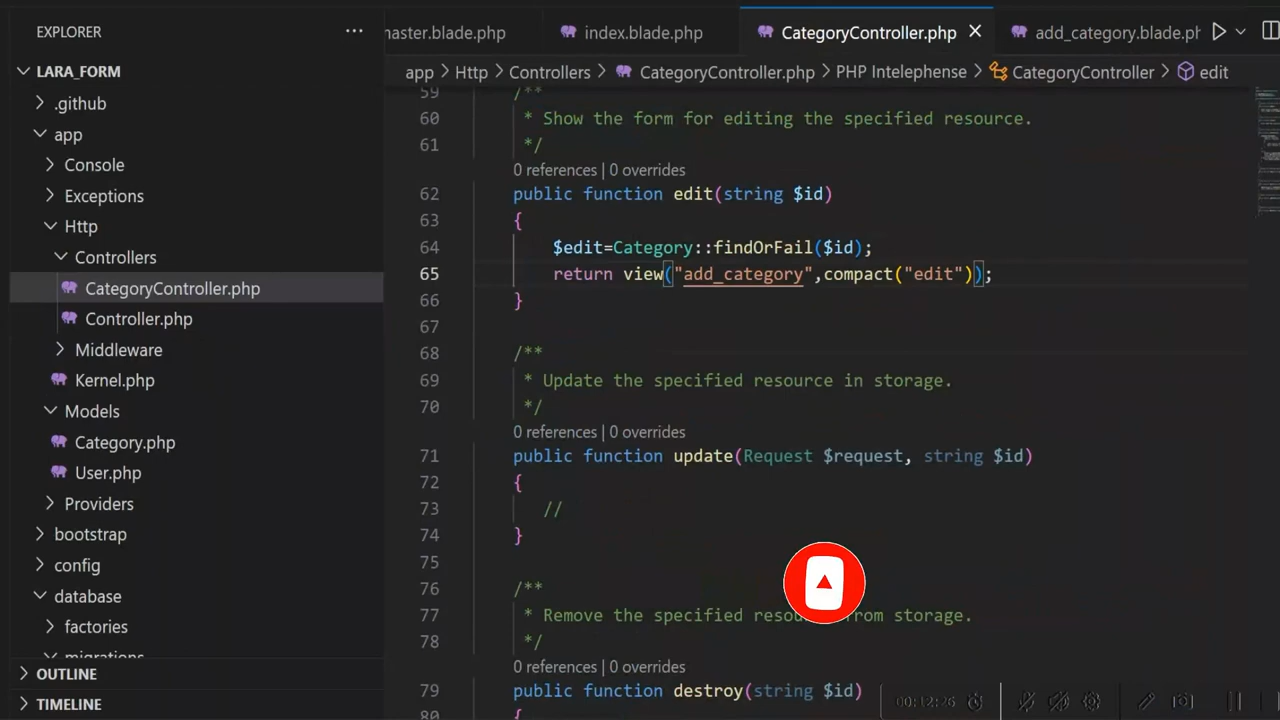 EXPLORER
LARA_FORM
.github
app
Console
Exceptions
Http
Controllers
CategoryController.php
Controller.php
Middleware
Kernel.php
Models
Category.php
User.php
Providers
bootstrap
config
database
factories
migrations
OUTLINE
TIMELINE
naster.blade.php index.blade.php CategoryController.php add_category.blade.ph
app Http Controllers CategoryController.php PHP Intelephense CategoryController edit
59 /**
60 * Show the form for editing the specified resource.
61 */
0 references | 0 overrides
62 public function edit(string $id)
63 {
64 $edit=Category::findOrFail($id);
65 return view("add_category",compact("edit"));
66 }
67
68 /**
69 * Update the specified resource in storage.
70 */
0 references | 0 overrides
71 public function update(Request $request, string $id)
72 {
73 //
74 }
75
76 /**
77 * Remove the specified from storage.
78 */
0 references | 0 overrides
79 public function destroy(string $id)
80 {
00:12:26